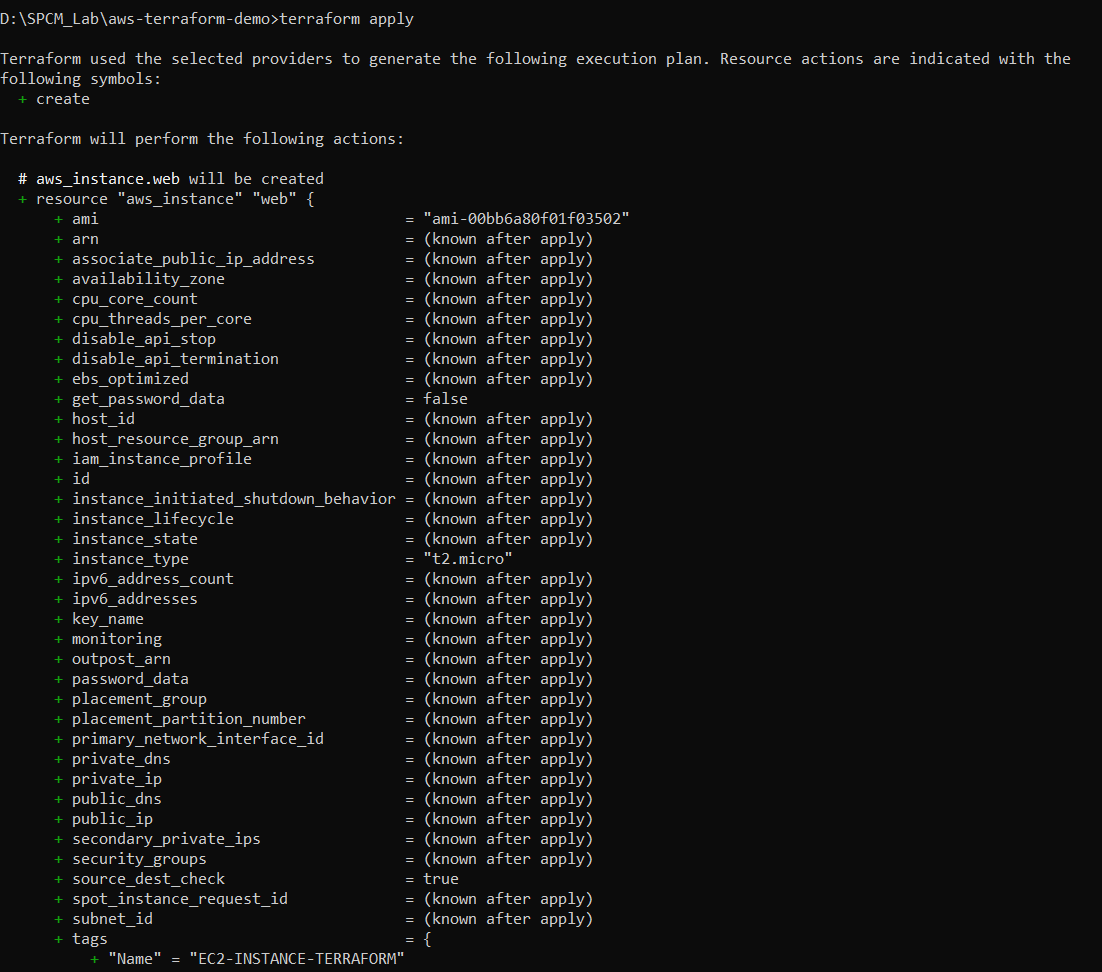 D:\SPCM_Lab\aws-terraform-demo>terraform apply
Terraform used the selected providers to generate the following execution plan. Resource actions are indicated with the
following symbols:
  + create
Terraform will perform the following actions:
  # aws_instance.web will be created
  + resource "aws_instance" "web" {
      + ami                                  = "ami-00bb6a80f01f03502"
      + arn                                  = (known after apply)
      + associate_public_ip_address          = (known after apply)
      + availability_zone                    = (known after apply)
      + cpu_core_count                       = (known after apply)
      + cpu_threads_per_core                 = (known after apply)
      + disable_api_stop                     = (known after apply)
      + disable_api_termination              = (known after apply)
      + ebs_optimized                        = (known after apply)
      + get_password_data                    = false
      + host_id                              = (known after apply)
      + host_resource_group_arn              = (known after apply)
      + iam_instance_profile                 = (known after apply)
      + id                                   = (known after apply)
      + instance_initiated_shutdown_behavior = (known after apply)
      + instance_lifecycle                   = (known after apply)
      + instance_state                       = (known after apply)
      + instance_type                        = "t2.micro"
      + ipv6_address_count                   = (known after apply)
      + ipv6_addresses                       = (known after apply)
      + key_name                             = (known after apply)
      + monitoring                           = (known after apply)
      + outpost_arn                          = (known after apply)
      + password_data                        = (known after apply)
      + placement_group                      = (known after apply)
      + placement_partition_number           = (known after apply)
      + primary_network_interface_id         = (known after apply)
      + private_dns                          = (known after apply)
      + private_ip                           = (known after apply)
      + public_dns                           = (known after apply)
      + public_ip                            = (known after apply)
      + secondary_private_ips                = (known after apply)
      + security_groups                      = (known after apply)
      + source_dest_check                    = true
      + spot_instance_request_id             = (known after apply)
      + subnet_id                            = (known after apply)
      + tags                                 = {
          + "Name" = "EC2-INSTANCE-TERRAFORM"